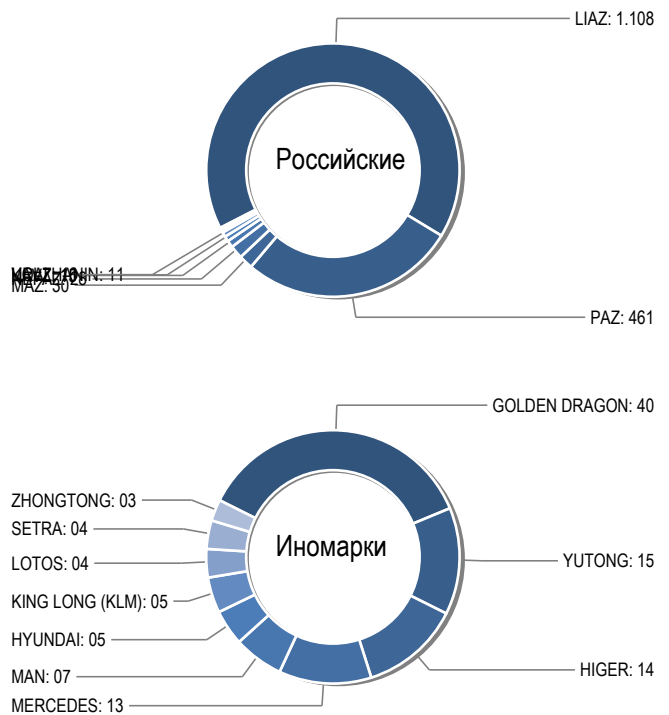 LIAZ: 1.108
Российские
MAZ: 30
PAZ: 461
GOLDEN DRAGON: 40
ZHONGTONG: 03
SETRA: 04
Иномарки
LOTOS: 04
YUTONG: 15
KING LONG (KLM): 05
HYUNDAI: 05
HIGER: 14
MAN: 07
MERCEDES: 13